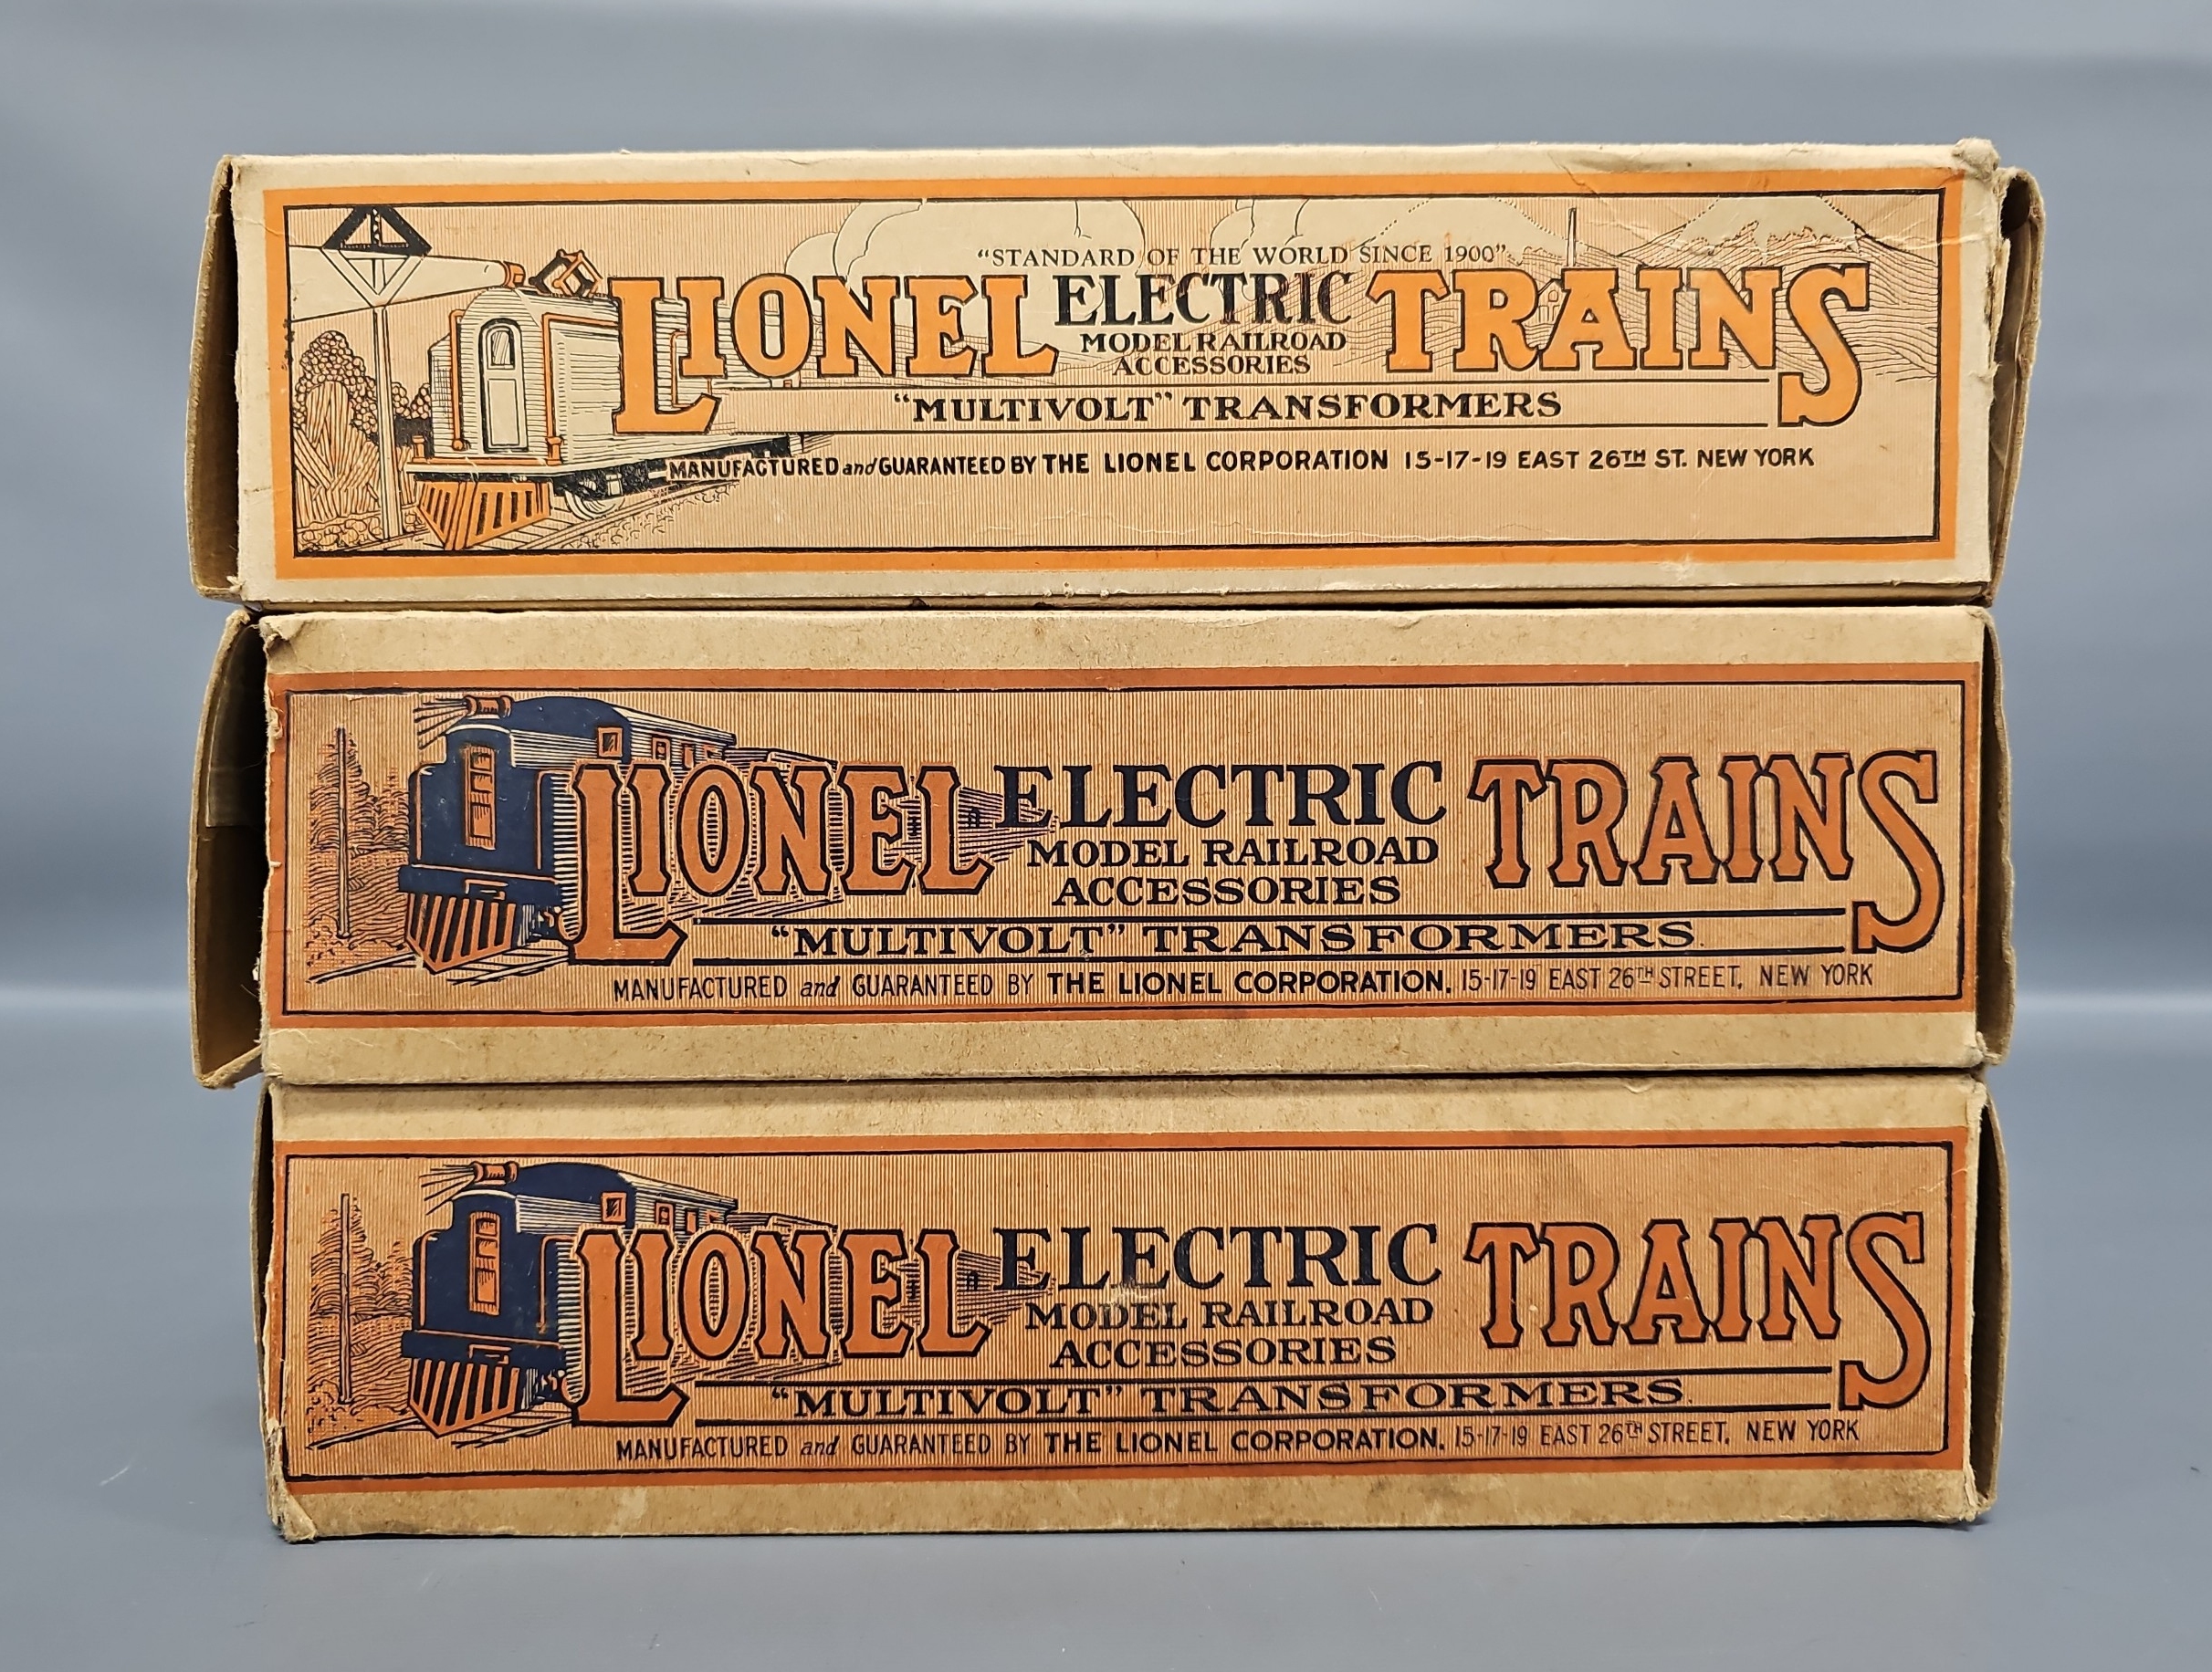 "STANDARD OF THE WORLD SINCE 1900"
LIONEL ELECTRIC TRAINS
MODEL RAILROAD
ACCESSORIES
"MULTIVOLT" TRANSFORMERS
MANUFACTURED and GUARANTEED BY THE LIONEL CORPORATION 15-17-19 EAST 26TH ST. NEW YORK
LIONEL ELECTRIC TRAINS
MODEL RAILROAD
ACCESSORIES
"MULTIVOLT" TRANSFORMERS.
MANUFACTURED and GUARANTEED BY THE LIONEL CORPORATION. 15-17-19 EAST 26TH STREET, NEW YORK
LIONEL ELECTRIC TRAINS
MODEL RAILROAD
ACCESSORIES
"MULTIVOLT" TRANSFORMERS.
MANUFACTURED and GUARANTEED BY THE LIONEL CORPORATION. 15-17-19 EAST 26TH STREET, NEW YORK